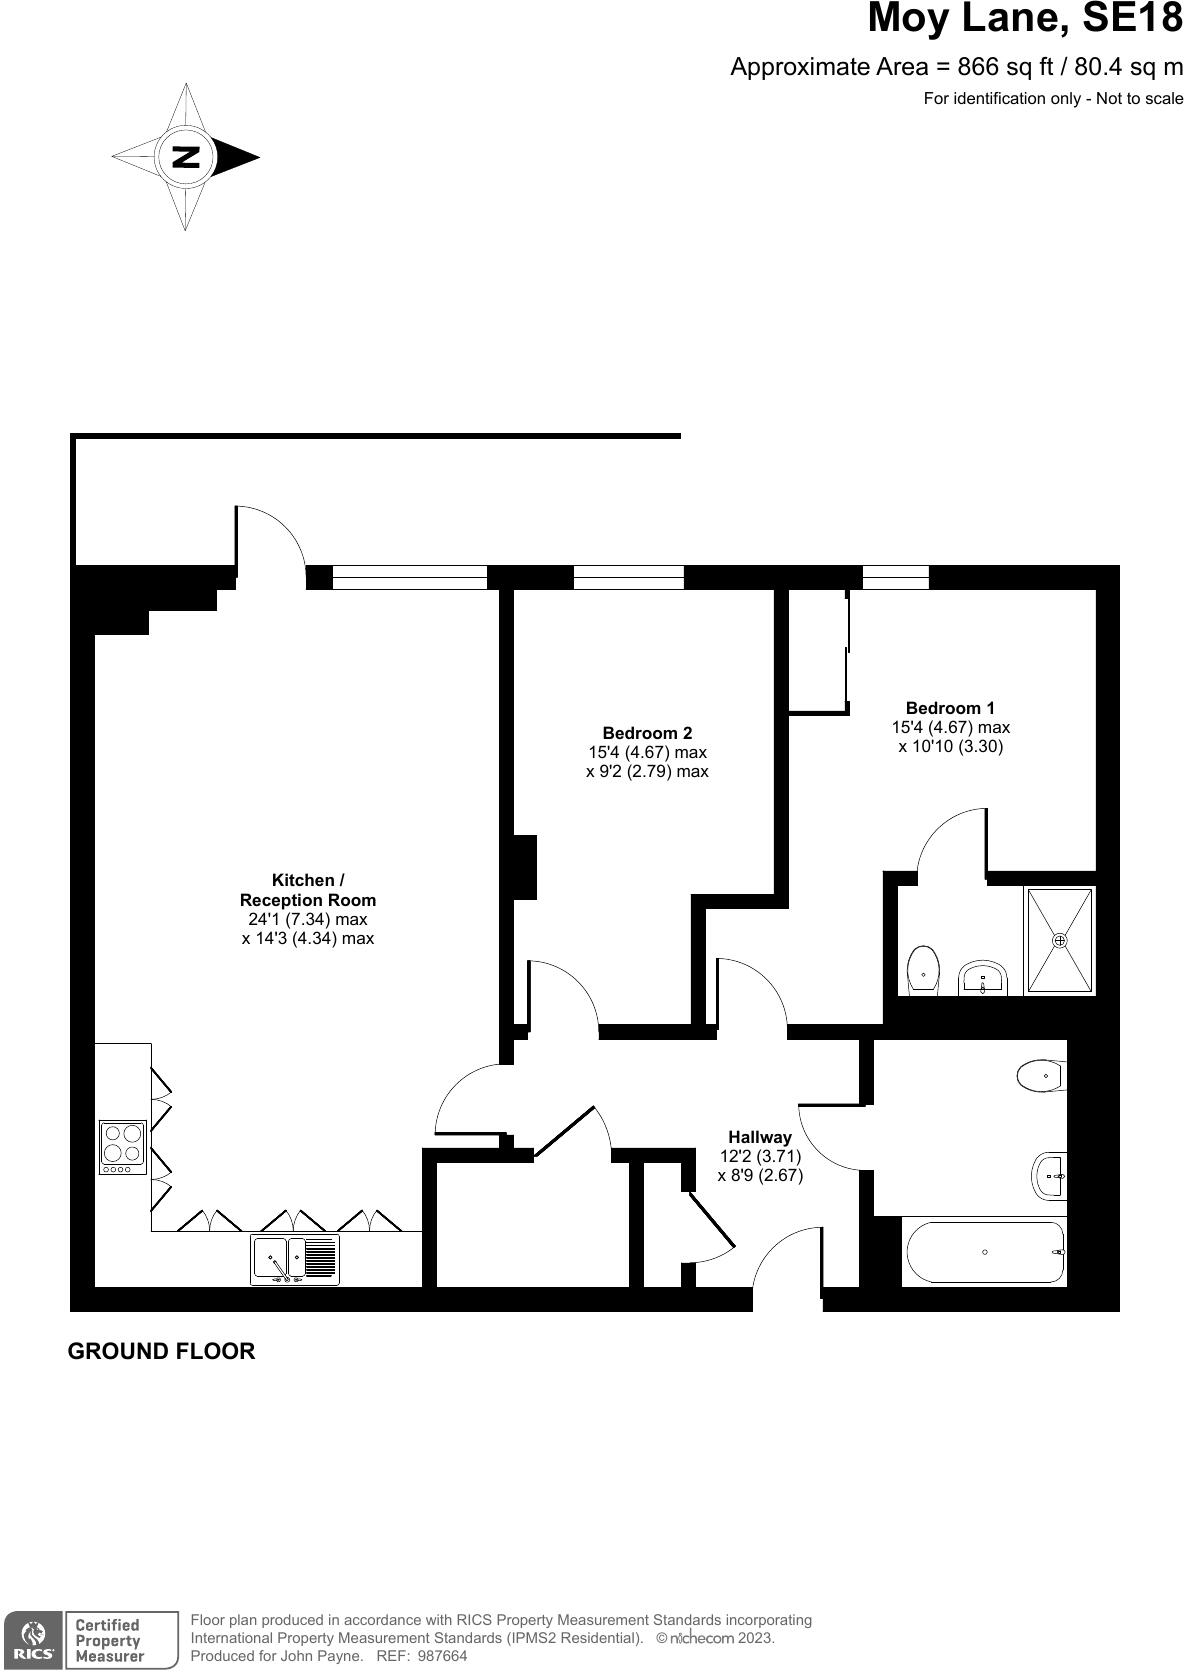 Moy Lane, SE18
Approximate Area = 866 sq ft / 80.4 sq m
For identification only - Not to scale
N
Bedroom 1
15'4 (4.67) max
x 10'10 (3.30)
Bedroom 2
15'4 (4.67) max
x 9'2 (2.79) max
Kitchen /
Reception Room
24'1 (7.34) max
x 14'3 (4.34) max
Hallway
12'2 (3.71)
x 8'9 (2.67)
GROUND FLOOR
RICS
Certified
Property
Measurer
Floor plan produced in accordance with RICS Property Measurement Standards incorporating
International Property Measurement Standards (IPMS2 Residential). © nichecom 2023.
Produced for John Payne. REF: 987664